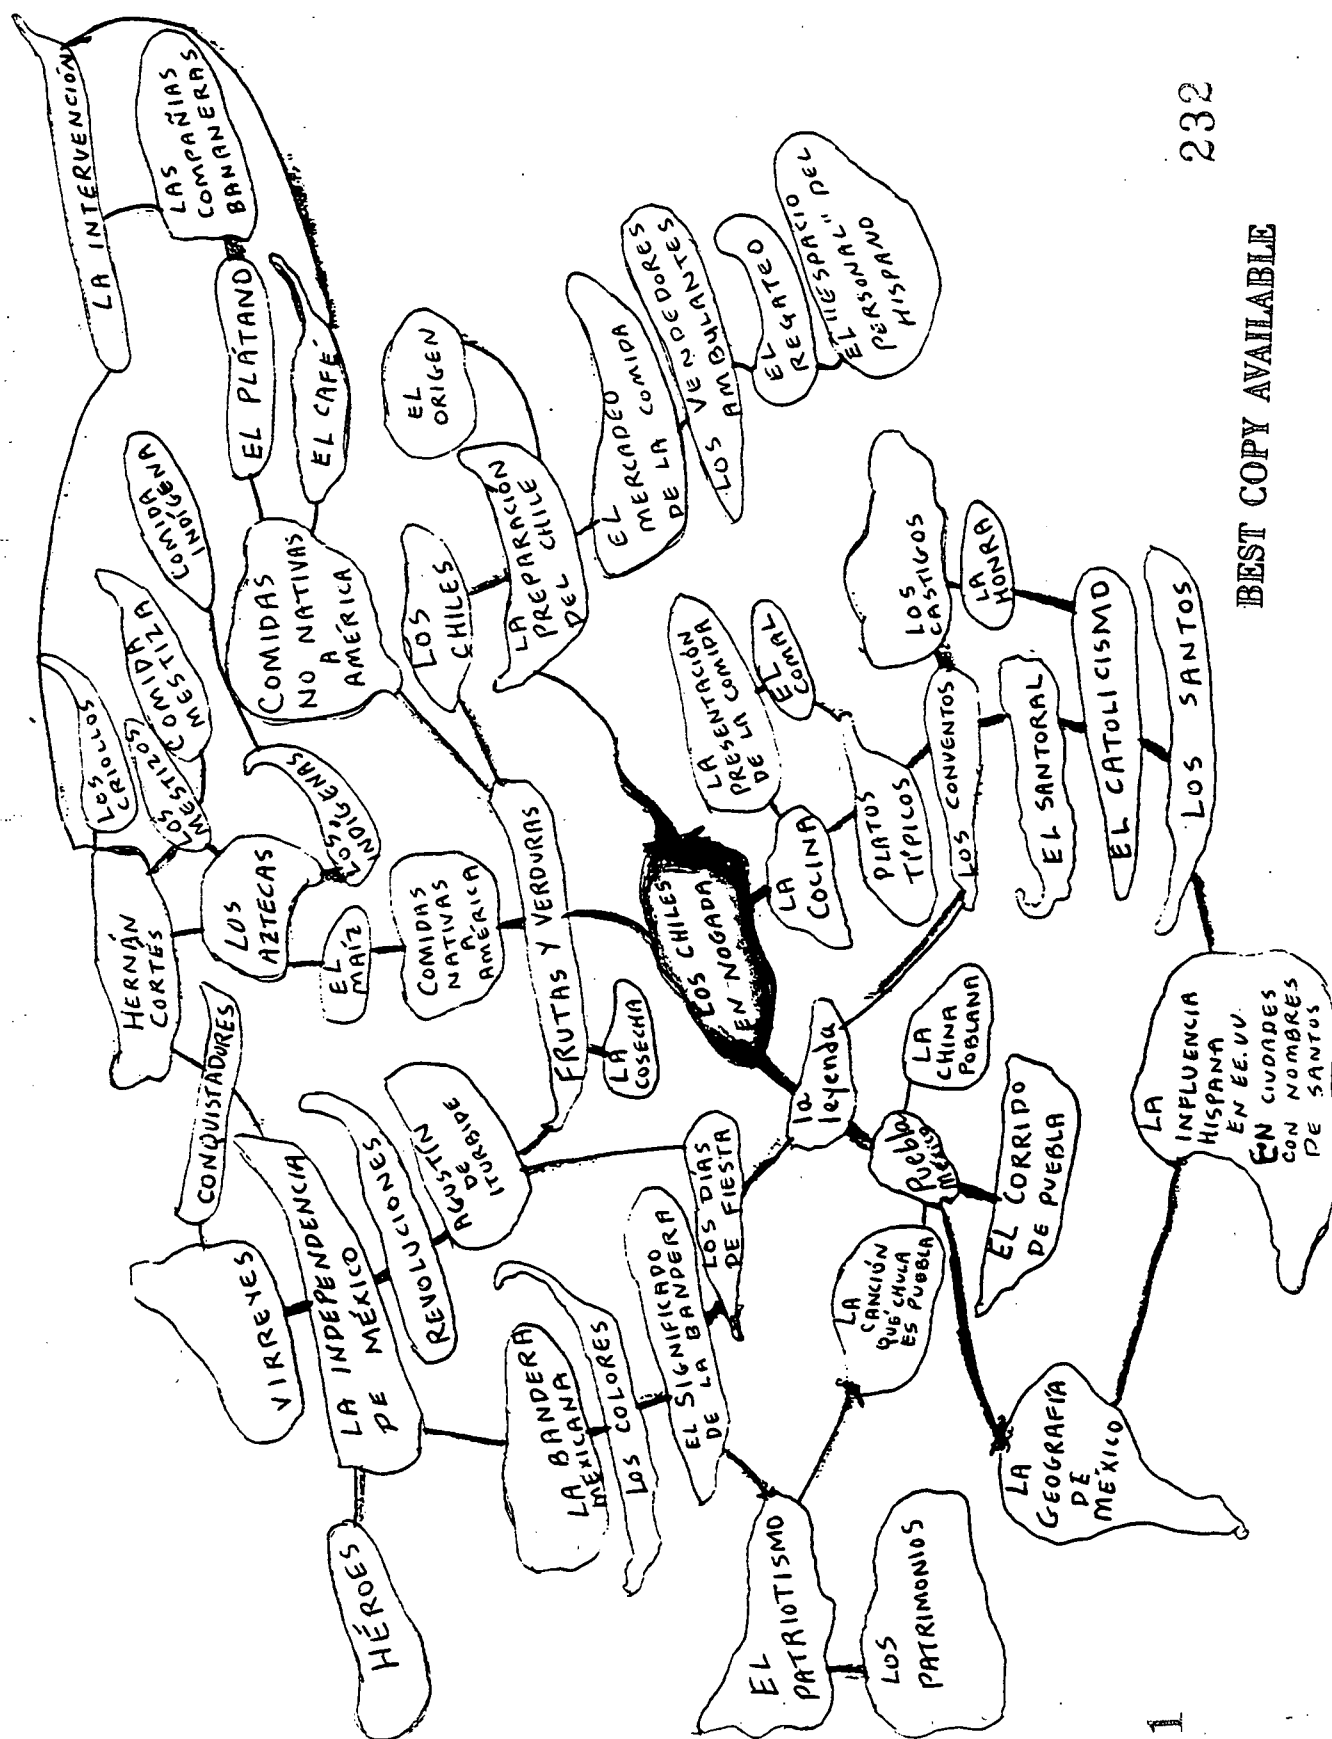 LA INTERVENCIÓN
LAS
COMPAÑIAS
BANANERAS
EL PLÁTANO
EL CAFÉ
COMIDA
INDÍGENA
COMIDA
MESTIZA
LOS
CRIOLLOS
LOS
MESTIZOS
HERNÁN
CORTÉS
LOS
AZTECAS
LOS
INDÍGENAS
EL
MAÍZ
COMIDAS
NATIVAS
A
AMÉRICA
COMIDAS
NO NATIVAS
A
AMÉRICA
CONQUISTADORES
VIRREYES
LA INDEPENDENCIA
DE MÉXICO
HÉROES
REVOLUCIONES
AGUSTÍN
DE
ITURBIDE
FRUTAS Y VERDURAS
LA
COSECHA
LOS
CHILES
LA
PREPARACIÓN
DEL CHILE
EL
ORIGEN
EL
MERCADEO
DE LA COMIDA
LOS VENDEDORES
AMBULANTES
EL
REGATEO
EL "ESPACIO
PERSONAL" DEL
HISPANO
LA BANDERA
MEXICANA
LOS COLORES
EL SIGNIFICADO
DE LA BANDERA
LOS DÍAS
DE FIESTA
LOS CHILES
EN NOGADA
LA
PRESENTACIÓN
DE LA COMIDA
EL
COMAL
LA
COCINA
PLATOS
TÍPICOS
la
leyenda
LOS CONVENTOS
LOS
CASTIGOS
LA
HONRA
EL SANTORAL
EL CATOLICISMO
LOS SANTOS
Puebla
México
LA
CHINA
POBLANA
EL CORRIDO
DE PUEBLA
LA
CANCIÓN
QUÉ CHULA
ES PUEBLA
EL
PATRIOTISMO
LOS
PATRIMONIOS
LA
GEOGRAFÍA
DE
MÉXICO
LA
INFLUENCIA
HISPANA
EN EE.UU.
EN CIUDADES
CON NOMBRES
DE SANTOS
1
BEST COPY AVAILABLE
232